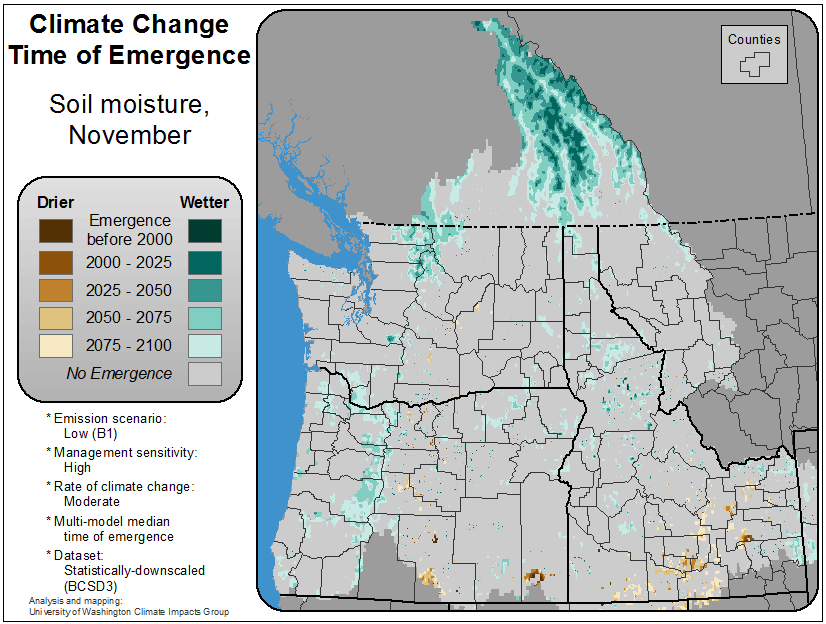 Climate Change
Time of Emergence
Soil moisture,
November
Drier
Wetter
Emergence
before 2000
2000 - 2025
2025 - 2050
2050 - 2075
2075 - 2100
No Emergence
* Emission scenario:
Low (B1)
* Management sensitivity:
High
* Rate of climate change:
Moderate
* Multi-model median
time of emergence
* Dataset:
Statistically-downscaled
(BCSD3)
Analysis and mapping:
University of Washington Climate Impacts Group
Counties